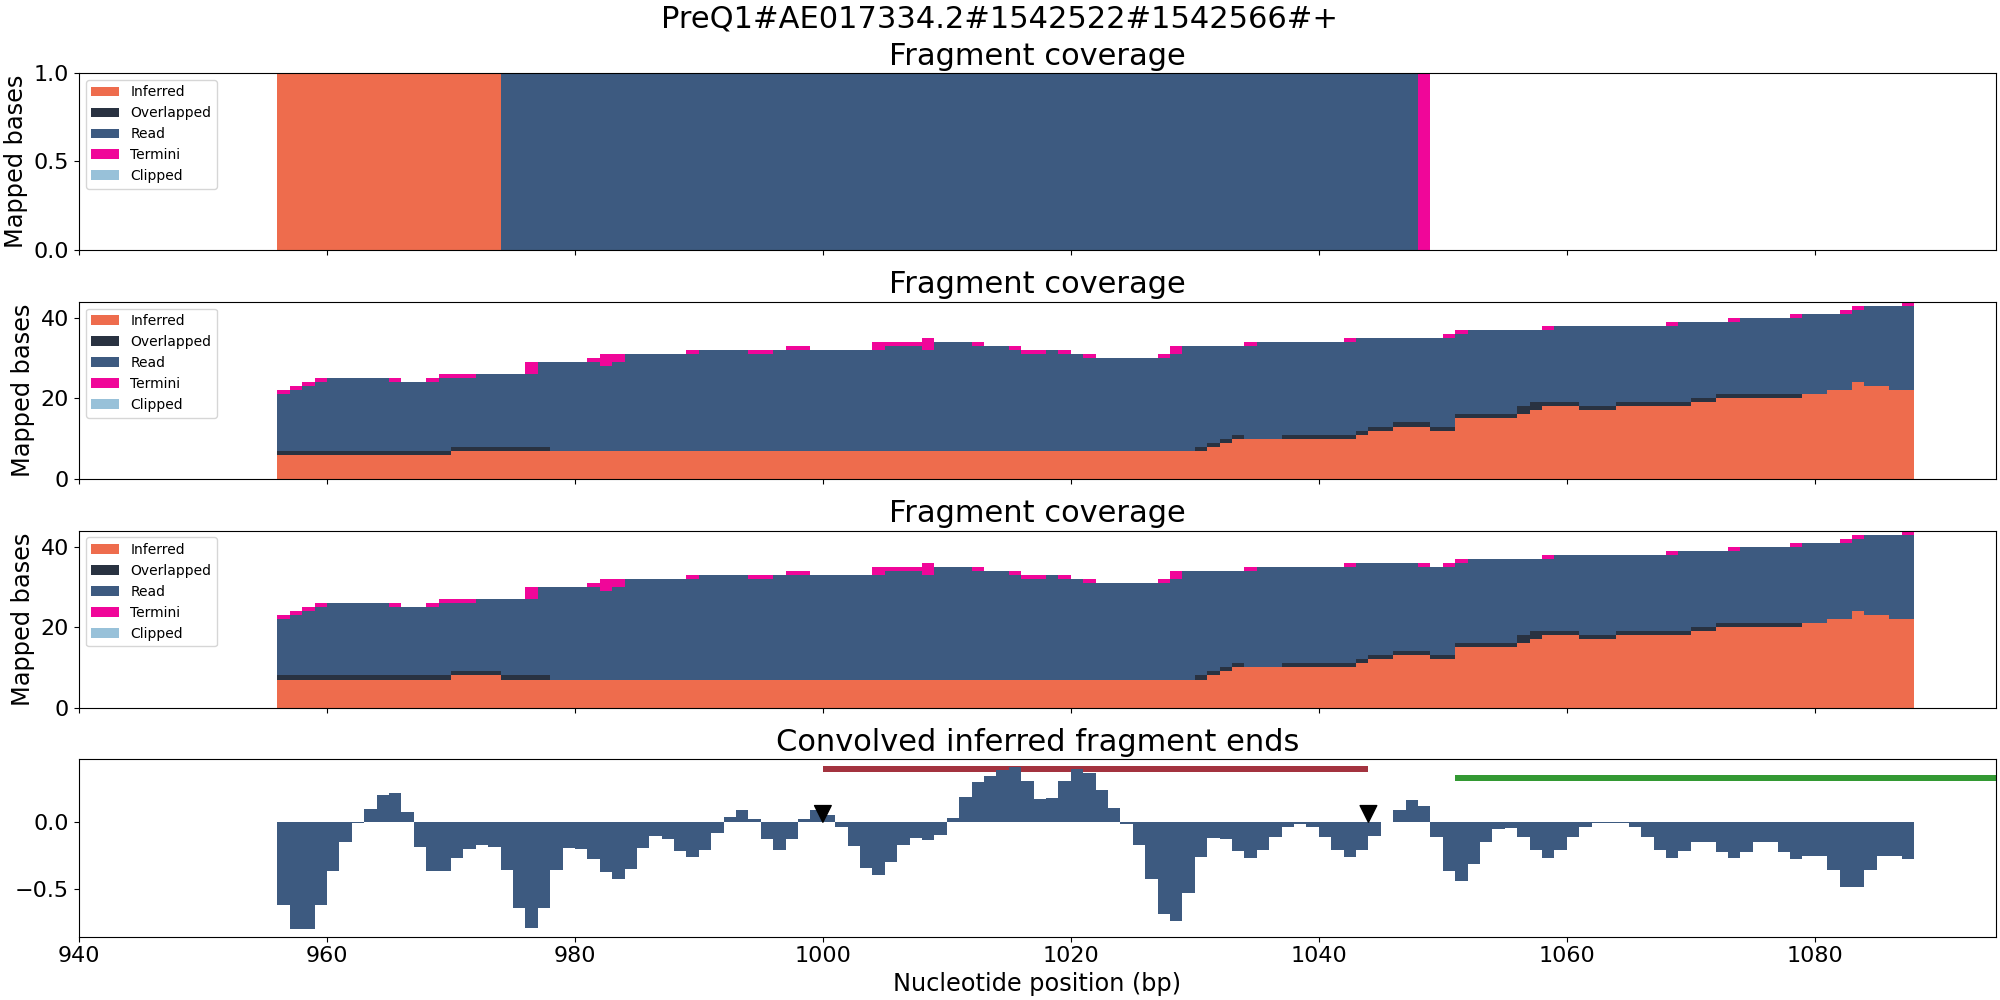 PreQ1#AE017334.2#1542522#1542566#+
Fragment coverage
Mapped bases
1.0
0.5
0.0
Inferred
Overlapped
Read
Termini
Clipped
Fragment coverage
Mapped bases
40
20
0
Inferred
Overlapped
Read
Termini
Clipped
Fragment coverage
Mapped bases
40
20
0
Inferred
Overlapped
Read
Termini
Clipped
Convolved inferred fragment ends
0.0
−0.5
940 960 980 1000 1020 1040 1060 1080
Nucleotide position (bp)